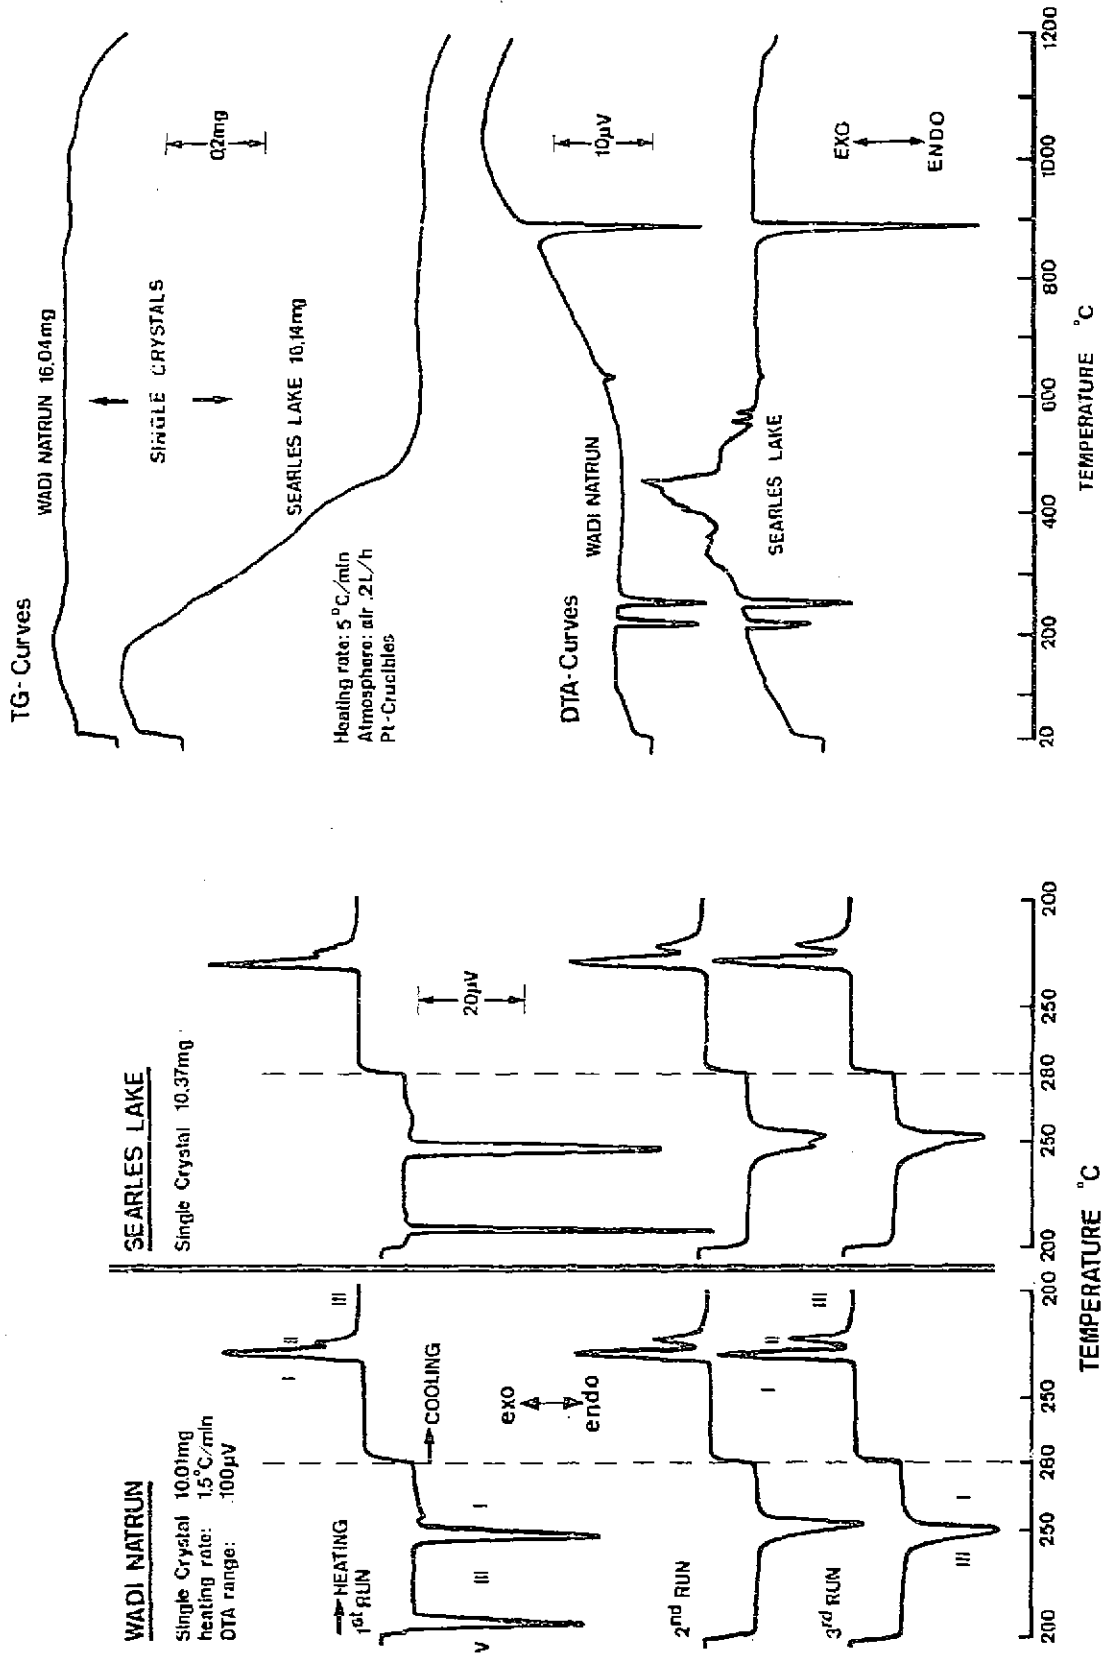 WADI NATRUN
Single Crystal 10.01mg
heating rate: 1.5°C/min
DTA range: 100µV
HEATING
1st RUN
COOLING
exo
endo
V
III
I
I
II
III
2nd RUN
3rd RUN
III
I
I
II
III
200
250
280
250
200
SEARLES LAKE
Single Crystal 10.37mg
20µV
200
250
280
250
200
TEMPERATURE °C
TG-Curves
WADI NATRUN 16.04mg
SINGLE CRYSTALS
SEARLES LAKE 16.14mg
0.2mg
Heating rate: 5°C/min
Atmosphere: air .2L/h
Pt-Crucibles
DTA-Curves
WADI NATRUN
SEARLES LAKE
10µV
EXO
ENDO
20
200
400
600
800
1000
1200
TEMPERATURE °C